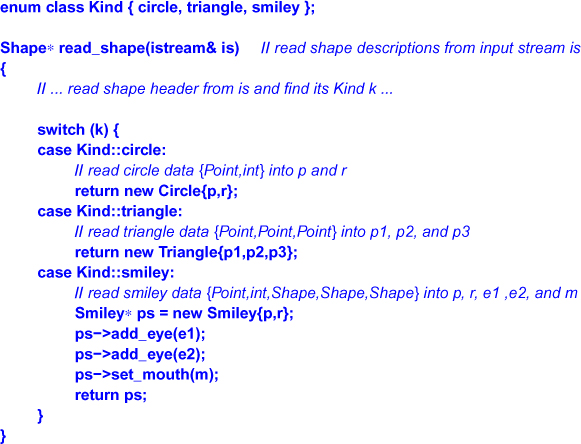 enum class Kind { circle, triangle, smiley };
Shape∗ read_shape(istream& is) // read shape descriptions from input stream is
{
// ... read shape header from is and find its Kind k ...
switch (k) {
case Kind::circle:
// read circle data {Point,int} into p and r
return new Circle{p,r};
case Kind::triangle:
// read triangle data {Point,Point,Point} into p1, p2, and p3
return new Triangle{p1,p2,p3};
case Kind::smiley:
// read smiley data {Point,int,Shape,Shape,Shape} into p, r, e1 ,e2, and m
Smiley∗ ps = new Smiley{p,r};
ps−>add_eye(e1);
ps−>add_eye(e2);
ps−>set_mouth(m);
return ps;
}
}